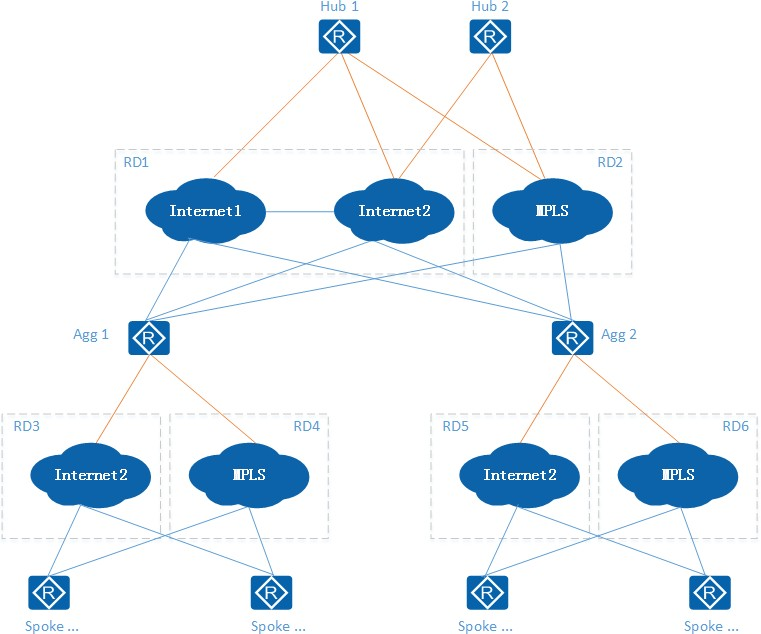 Hub 1
Hub 2
R
R
RD1
RD2
Internet1
Internet2
MPLS
Agg 1
R
R
Agg 2
RD3
RD4
RD5
RD6
Internet2
MPLS
Internet2
MPLS
R
R
R
R
Spoke ...
Spoke ...
Spoke ...
Spoke ...